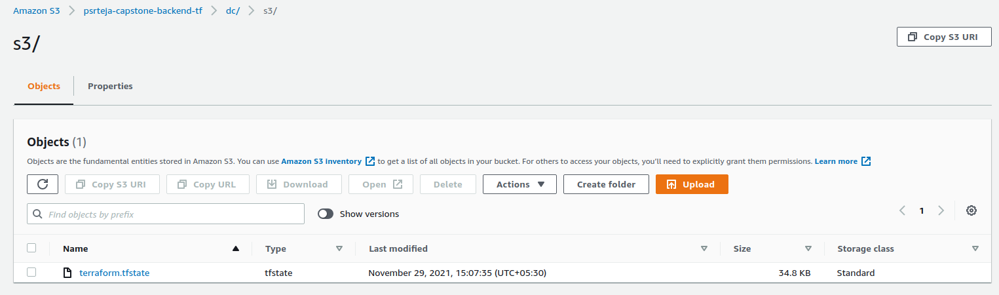 Amazon S3 psrteja-capstone-backend-tf dc/ s3/
s3/
Copy S3 URI
Objects Properties
Objects (1)
Objects are the fundamental entities stored in Amazon S3. You can use Amazon S3 inventory to get a list of all objects in your bucket. For others to access your objects, you'll need to explicitly grant them permissions. Learn more
Copy S3 URI Copy URL Download Open Delete Actions Create folder Upload
Find objects by prefix Show versions 1
Name Type Last modified Size Storage class
terraform.tfstate tfstate November 29, 2021, 15:07:35 (UTC+05:30) 34.8 KB Standard